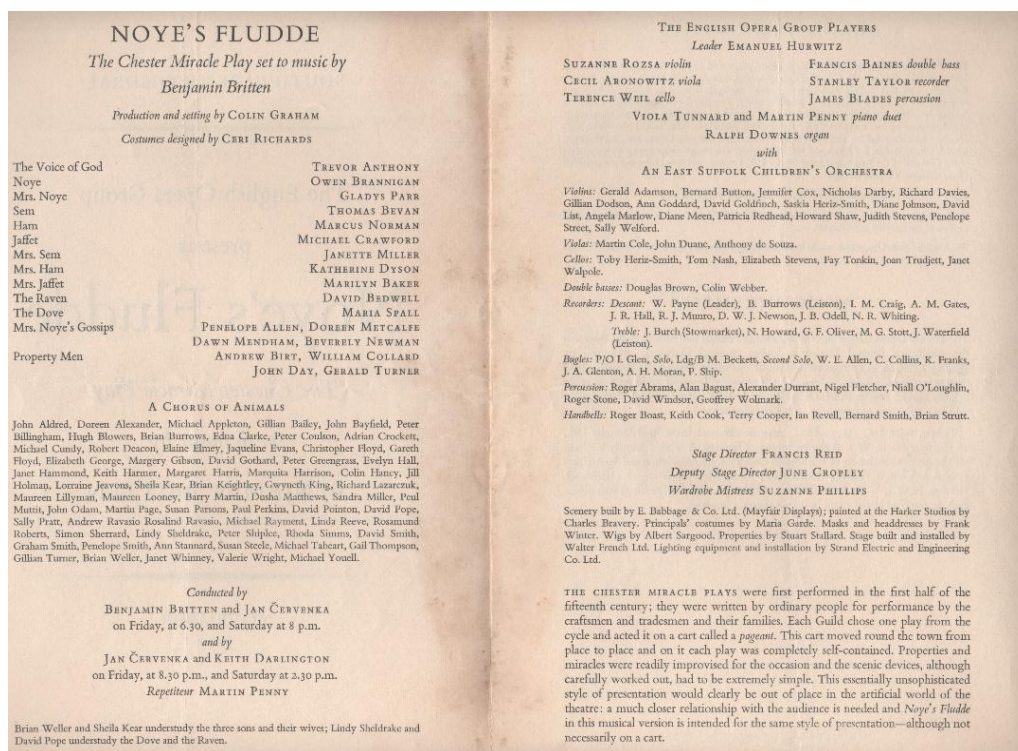 NOYE'S FLUDDE
The Chester Miracle Play set to music by
Benjamin Britten
Production and setting by COLIN GRAHAM
Costumes designed by CERI RICHARDS
The Voice of God TREVOR ANTHONY
Noye OWEN BRANNIGAN
Mrs. Noye GLADYS PARR
Sem THOMAS BEVAN
Ham MARCUS NORMAN
Jaffet MICHAEL CRAWFORD
Mrs. Sem JANETTE MILLER
Mrs. Ham KATHERINE DYSON
Mrs. Jaffet MARILYN BAKER
The Raven DAVID BEDWELL
The Dove MARIA SPALL
Mrs. Noye's Gossips PENELOPE ALLEN, DOREEN METCALFE
DAWN MENDHAM, BEVERELY NEWMAN
Property Men ANDREW BIRT, WILLIAM COLLARD
JOHN DAY, GERALD TURNER
A CHORUS OF ANIMALS
John Aldred, Doreen Alexander, Michael Appleton, Gillian Bailey, John Bayfield, Peter
Billingham, Hugh Blowers, Brian Burrows, Edna Clarke, Peter Coulson, Adrian Crockett,
Michael Cundy, Robert Deacon, Elaine Elmey, Jaqueline Evans, Christopher Floyd, Gareth
Floyd, Elizabeth George, Margery Gibson, David Gothard, Peter Greengrass, Evelyn Hall,
Janet Hammond, Keith Harmer, Margaret Harris, Marquita Harrison, Colin Hancy, Jill
Holman, Lorraine Jeavons, Sheila Kear, Brian Keightley, Gwyneth King, Richard Lazarczuk,
Maureen Lillyman, Maureen Looney, Barry Martin, Dusha Matthews, Sandra Miller, Peul
Muttit, John Odam, Martin Page, Susan Parsons, Paul Perkins, David Pointon, David Pope,
Sally Pratt, Andrew Ravasio Rosalind Ravasio, Michael Rayment, Linda Reeve, Rosamund
Roberts, Simon Sherrard, Lindy Sheldrake, Peter Shiplee, Rhoda Simms, David Smith,
Graham Smith, Penelope Smith, Ann Stannard, Susan Steele, Michael Tabeart, Gail Thompson,
Gillian Turner, Brian Weller, Janet Whinney, Valerie Wright, Michael Youell.
Conducted by
BENJAMIN BRITTEN and JAN ČERVENKA
on Friday, at 6.30, and Saturday at 8 p.m.
and by
JAN ČERVENKA and KEITH DARLINGTON
on Friday, at 8.30 p.m., and Saturday at 2.30 p.m.
Repetiteur MARTIN PENNY
Brian Weller and Sheila Kear understudy the three sons and their wives; Lindy Sheldrake and
David Pope understudy the Dove and the Raven.
THE ENGLISH OPERA GROUP PLAYERS
Leader EMANUEL HURWITZ
SUZANNE ROZSA violin FRANCIS BAINES double bass
CECIL ARONOWITZ viola STANLEY TAYLOR recorder
TERENCE WEIL cello JAMES BLADES percussion
VIOLA TUNNARD and MARTIN PENNY piano duet
RALPH DOWNES organ
with
AN EAST SUFFOLK CHILDREN'S ORCHESTRA
Violins: Gerald Adamson, Bernard Button, Jennifer Cox, Nicholas Darby, Richard Davies,
Gillian Dodson, Ann Goddard, David Goldfinch, Saskia Heriz-Smith, Diane Johnson, David
List, Angela Marlow, Diane Meen, Patricia Redhead, Howard Shaw, Judith Stevens, Penelope
Street, Sally Welford.
Violas: Martin Cole, John Duane, Anthony de Souza.
Cellos: Toby Heriz-Smith, Tom Nash, Elizabeth Stevens, Fay Tonkin, Joan Trudjett, Janet
Walpole.
Double basses: Douglas Brown, Colin Webber.
Recorders: Descant: W. Payne (Leader), B. Burrows (Leiston), I. M. Craig, A. M. Gates,
J. R. Hall, R. J. Munro, D. W. J. Newson, J. B. Odell, N. R. Whiting.
Treble: J. Burch (Stowmarket), N. Howard, G. F. Oliver, M. G. Stott, J. Waterfield
(Leiston).
Bugles: P/O I. Glen, Solo, Ldg/B M. Beckett, Second Solo, W. E. Allen, C. Collins, K. Franks,
J. A. Glenton, A. H. Moran, P. Ship.
Percussion: Roger Abrams, Alan Bagust, Alexander Durrant, Nigel Fletcher, Niall O'Loughlin,
Roger Stone, David Windsor, Geoffrey Wolmark.
Handbells: Roger Boast, Keith Cook, Terry Cooper, Ian Revell, Bernard Smith, Brian Strutt.
Stage Director FRANCIS REID
Deputy Stage Director JUNE CROPLEY
Wardrobe Mistress SUZANNE PHILLIPS
Scenery built by E. Babbage & Co. Ltd. (Mayfair Displays); painted at the Harker Studios by
Charles Bravery. Principals' costumes by Maria Garde. Masks and headdresses by Frank
Winter. Wigs by Albert Sargood. Properties by Stuart Stallard. Stage built and installed by
Walter French Ltd. Lighting equipment and installation by Strand Electric and Engineering
Co. Ltd.
THE CHESTER MIRACLE PLAYS were first performed in the first half of the
fifteenth century; they were written by ordinary people for performance by the
craftsmen and tradesmen and their families. Each Guild chose one play from the
cycle and acted it on a cart called a pageant. This cart moved round the town from
place to place and on it each play was completely self-contained. Properties and
miracles were readily improvised for the occasion and the scenic devices, although
carefully worked out, had to be extremely simple. This essentially unsophisticated
style of presentation would clearly be out of place in the artificial world of the
theatre: a much closer relationship with the audience is needed and Noye's Fludde
in this musical version is intended for the same style of presentation—although not
necessarily on a cart.